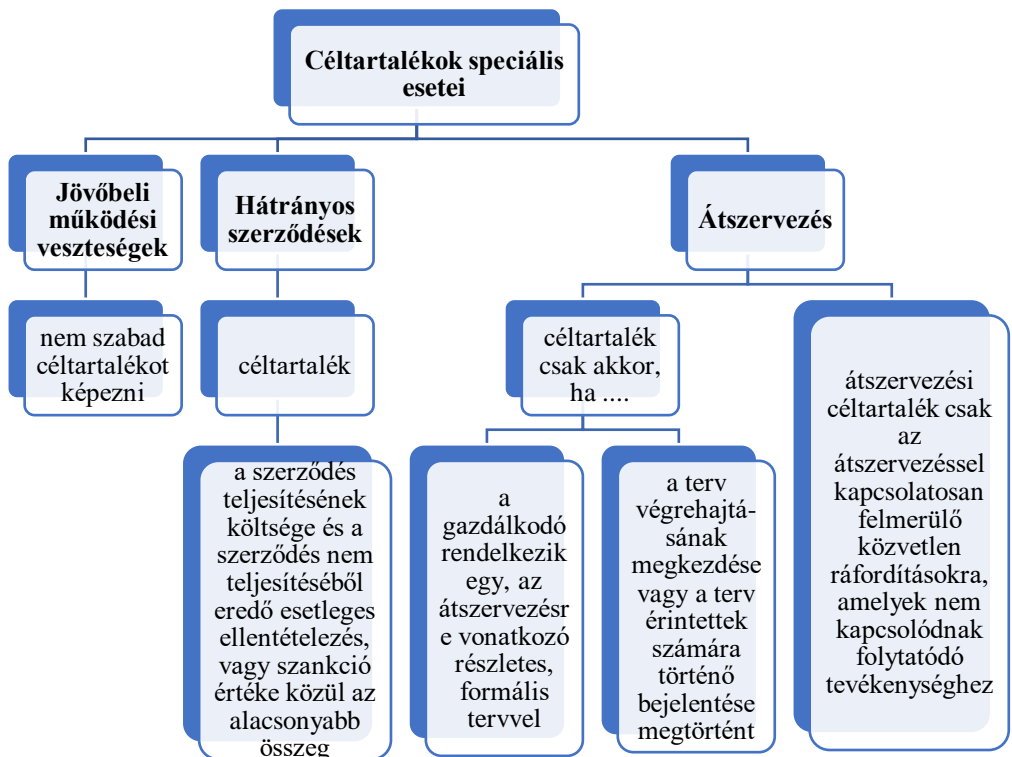 Céltartalékok speciális
esetei
Jövőbeli
működési
veszteségek
Hátrányos
szerződések
Átszervezés
nem szabad
céltartalékot
képezni
céltartalék
céltartalék
csak akkor,
ha ....
a szerződés
teljesítésének
költsége és a
szerződés nem
teljesítéséből
eredő esetleges
ellentételezés,
vagy szankció
értéke közül az
alacsonyabb
összeg
a
gazdálkodó
rendelkezik
egy, az
átszervezésr
e vonatkozó
részletes,
formális
tervvel
a terv
végrehajtá-
sának
megkezdése
vagy a terv
érintettek
számára
történő
bejelentése
megtörtént
átszervezési
céltartalék csak
az
átszervezéssel
kapcsolatosan
felmerülő
közvetlen
ráfordításokra,
amelyek nem
kapcsolódnak
folytatódó
tevékenységhez